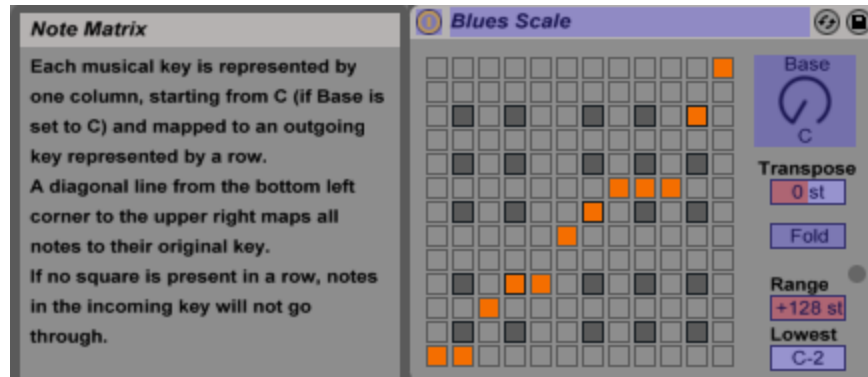 Note Matrix
Each musical key is represented by
one column, starting from C (if Base is
set to C) and mapped to an outgoing
key represented by a row.
A diagonal line from the bottom left
corner to the upper right maps all
notes to their original key.
If no square is present in a row, notes
in the incoming key will not go
through.
Blues Scale
Base
C
Transpose
0 st
Fold
Range
+128 st
Lowest
C-2